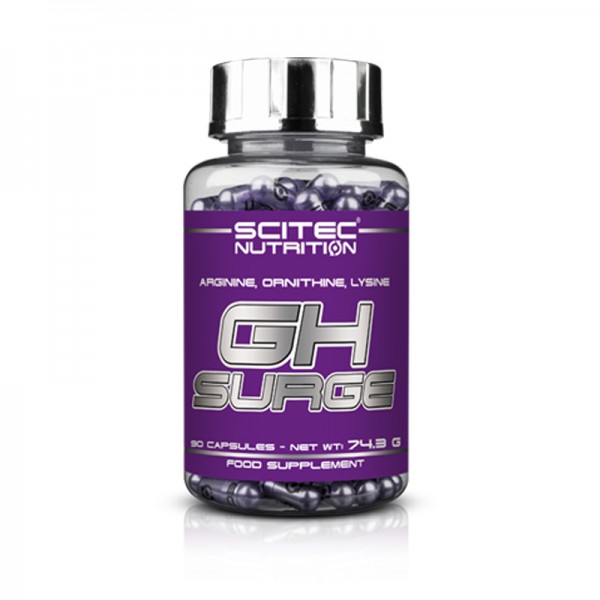 SCITEC®
NUTRITION
ARGININE, ORNITHINE, LYSINE
GH
SURGE
90 CAPSULES - NET WT: 74.3 G
FOOD SUPPLEMENT